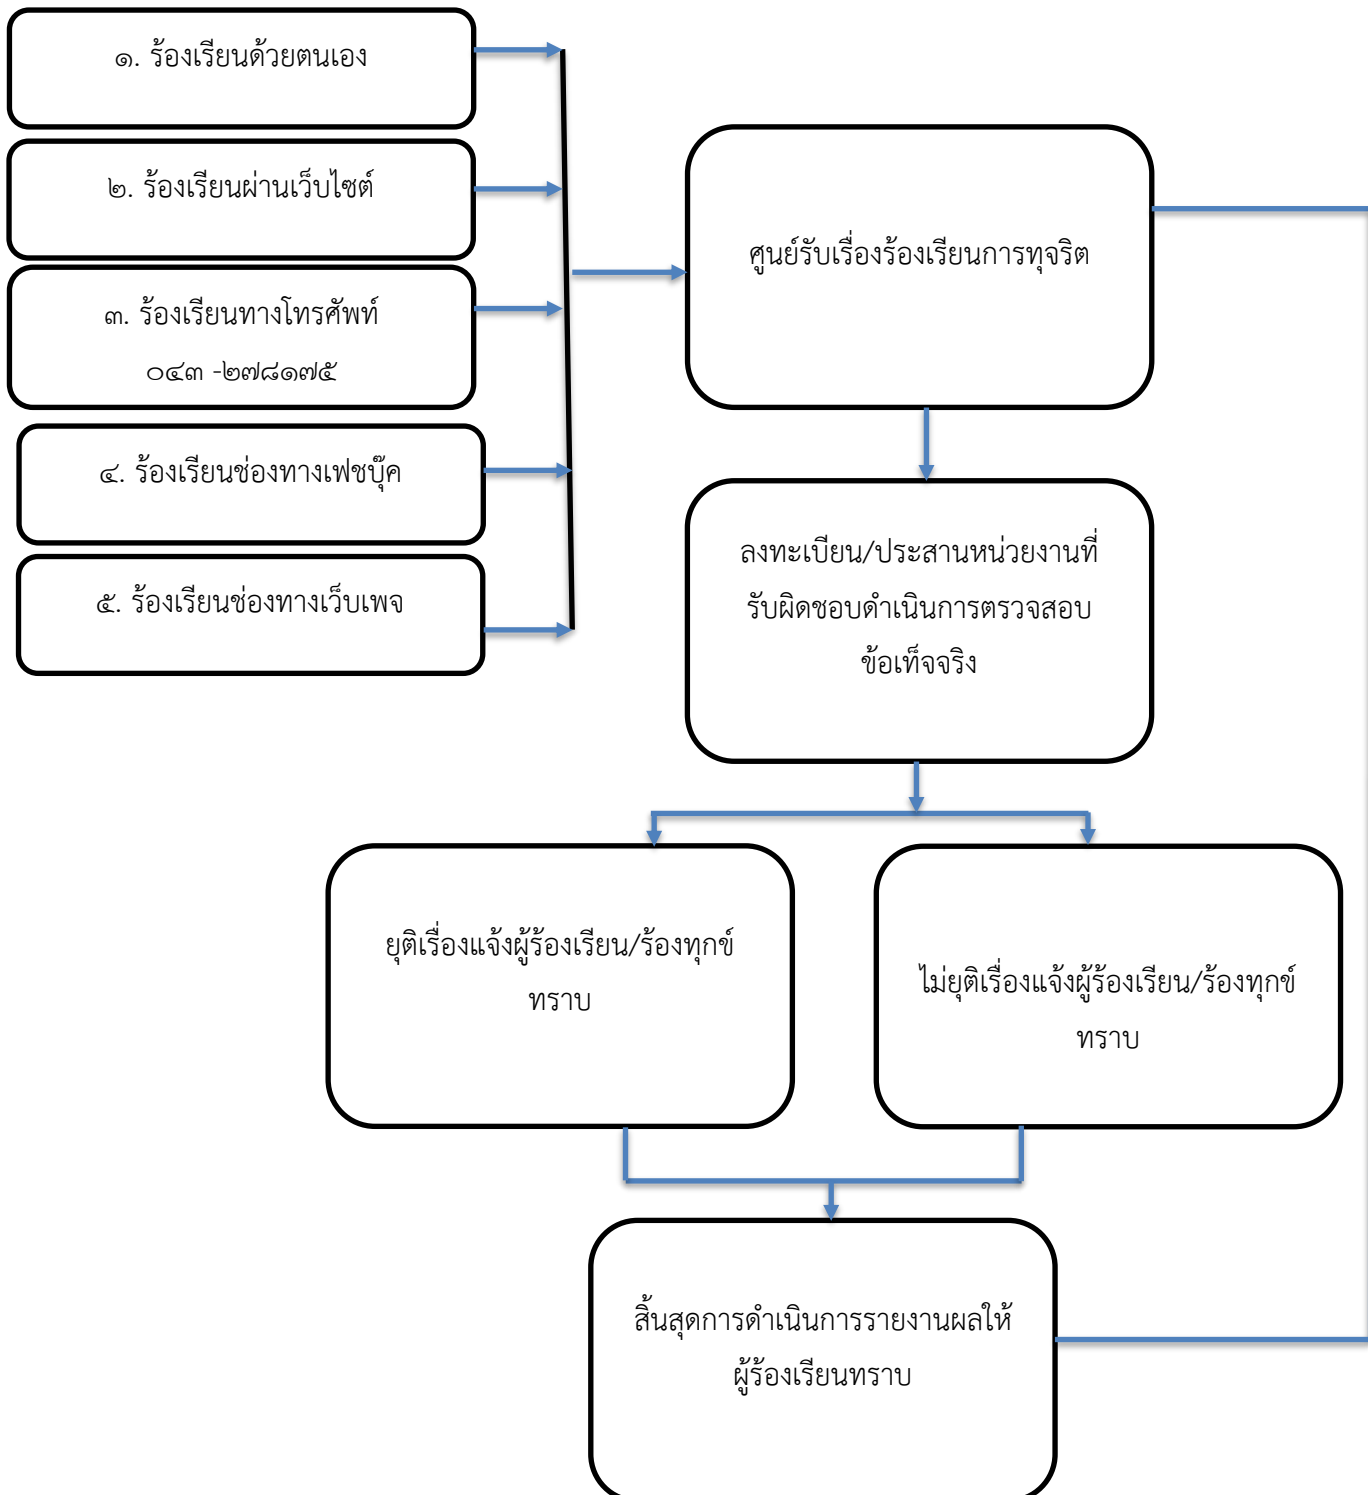 ๑. ร้องเรียนด้วยตนเอง
๒. ร้องเรียนผ่านเว็บไซต์
๓. ร้องเรียนทางโทรศัพท์
๐๔๓ -๒๗๘๑๗๕
๔. ร้องเรียนช่องทางเฟซบุ๊ค
๕. ร้องเรียนช่องทางเว็บเพจ
ศูนย์รับเรื่องร้องเรียนการทุจริต
ลงทะเบียน/ประสานหน่วยงานที่
รับผิดชอบดำเนินการตรวจสอบ
ข้อเท็จจริง
ยุติเรื่องแจ้งผู้ร้องเรียน/ร้องทุกข์
ทราบ
ไม่ยุติเรื่องแจ้งผู้ร้องเรียน/ร้องทุกข์
ทราบ
สิ้นสุดการดำเนินการรายงานผลให้
ผู้ร้องเรียนทราบ